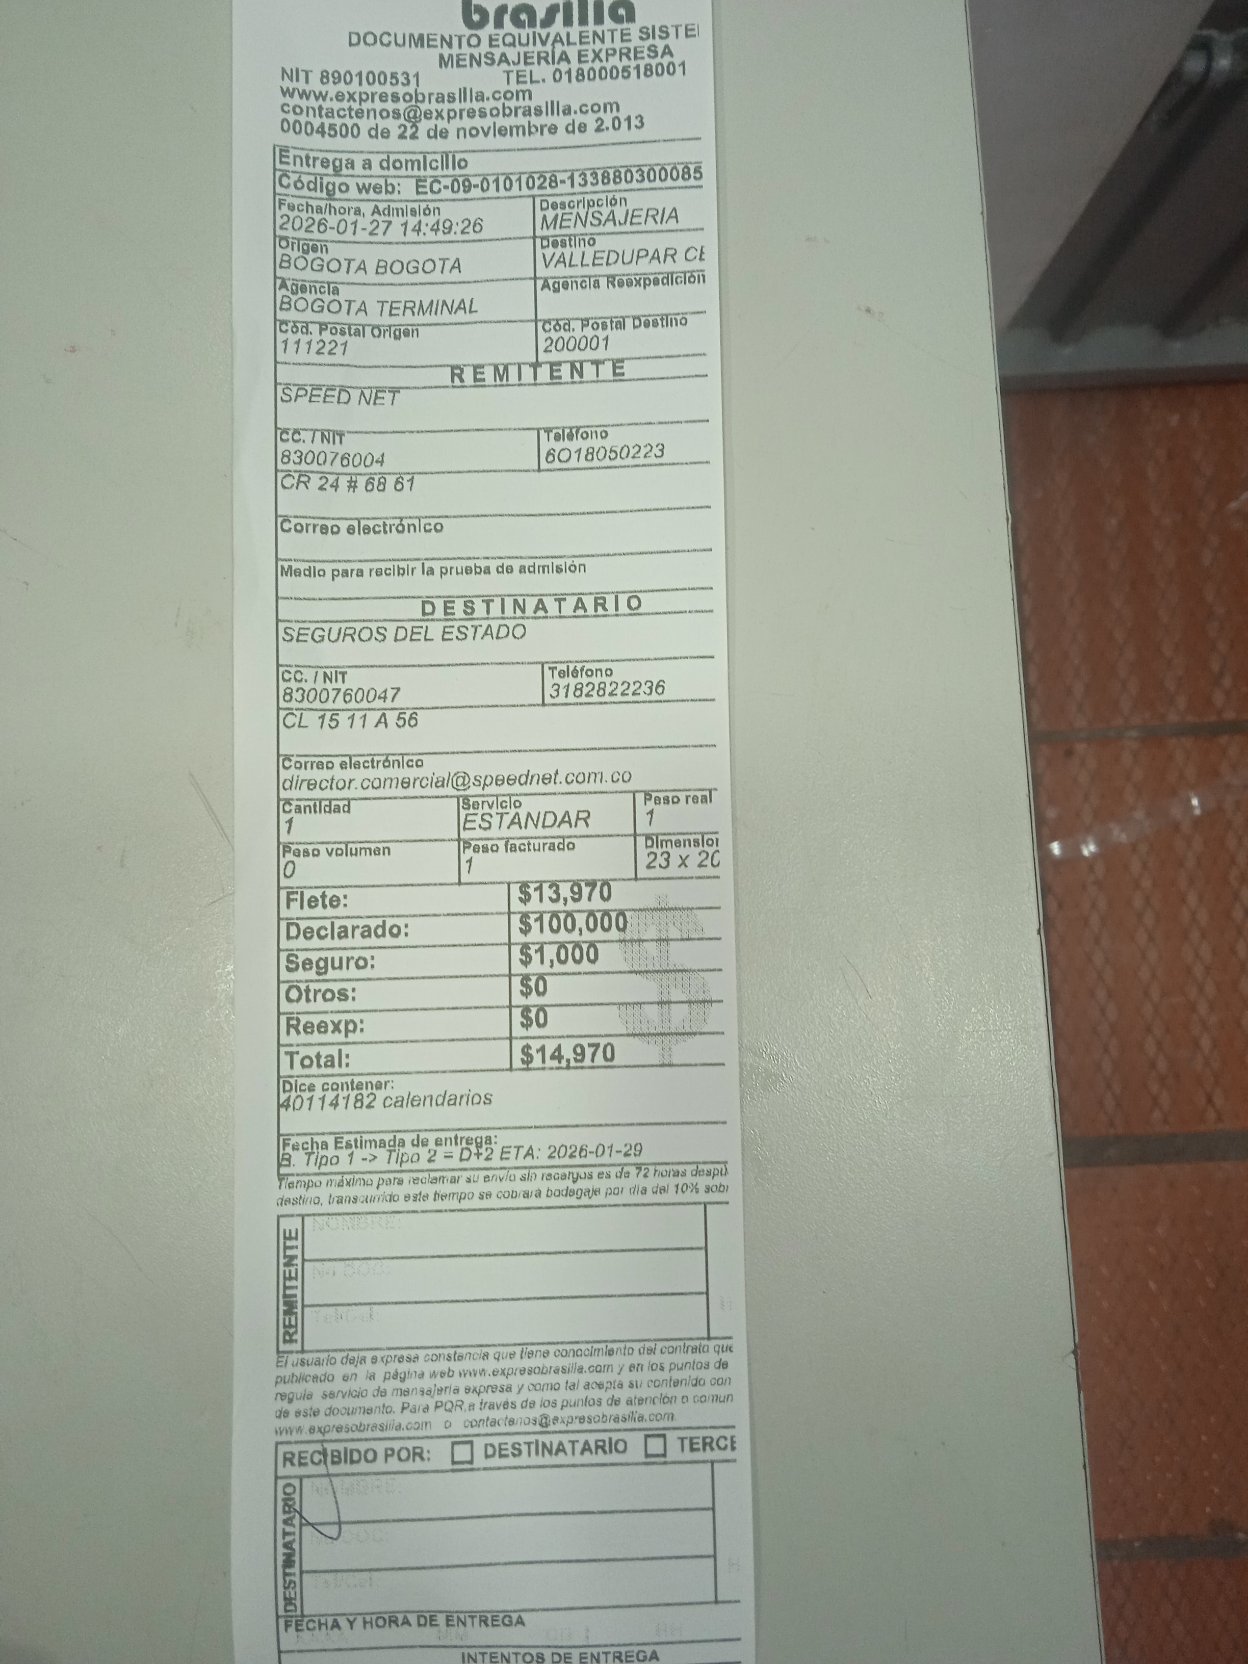 brasilia
DOCUMENTO EQUIVALENTE SISTE
MENSAJERÍA EXPRESA
NIT 890100531 TEL. 018000518001
www.expresobrasilia.com
contactenos@expresobrasilia.com
0004500 de 22 de noviembre de 2.013
Entrega a domicilio
Código web: EC-09-0101028-133680300085
Fecha/hora, Admisión Descripción
2026-01-27 14:49:26 MENSAJERIA
Origen Destino
BOGOTA BOGOTA VALLEDUPAR CE
Agencia Agencia Reexpedición
BOGOTA TERMINAL
Cód. Postal Origen Cód. Postal Destino
111221 200001
REMITENTE
SPEED NET
CC. / NIT Teléfono
830076004 6O18050223
CR 24 # 68 61
Correo electrónico
Medio para recibir la prueba de admisión
DESTINATARIO
SEGUROS DEL ESTADO
CC. / NIT Teléfono
8300760047 3182822236
CL 15 11 A 56
Correo electrónico
director.comercial@speednet.com.co
Cantidad Servicio Peso real
1 ESTANDAR 1
Peso volumen Peso facturado Dimension
0 1 23 x 20
Flete: $13,970
Declarado: $100,000
Seguro: $1,000
Otros: $0
Reexp: $0
Total: $14,970
Dice contener:
40114182 calendarios
Fecha Estimada de entrega:
B. Tipo 1 -> Tipo 2 = D+2 ETA: 2026-01-29
Tiempo máximo para reclamar su envío sin recargos es de 72 horas despu
destino, transcurrido este tiempo se cobrará bodegaje por dia del 10% sobr
REMITENTE
NOMBRE:
El usuario deja expresa constancia que tiene conocimiento del contrato que
publicado en la página web www.expresobrasilia.com y en los puntos de
regula servicio de mensajería expresa y como tal acepta su contenido con
de este documento. Para PQR,a través de los puntos de atención o comun
www.expresobrasilia.com o contactenos@expresobrasilia.com
RECIBIDO POR: DESTINATARIO TERCE
DESTINATARIO
NOMBRE:
FECHA Y HORA DE ENTREGA
INTENTOS DE ENTREGA